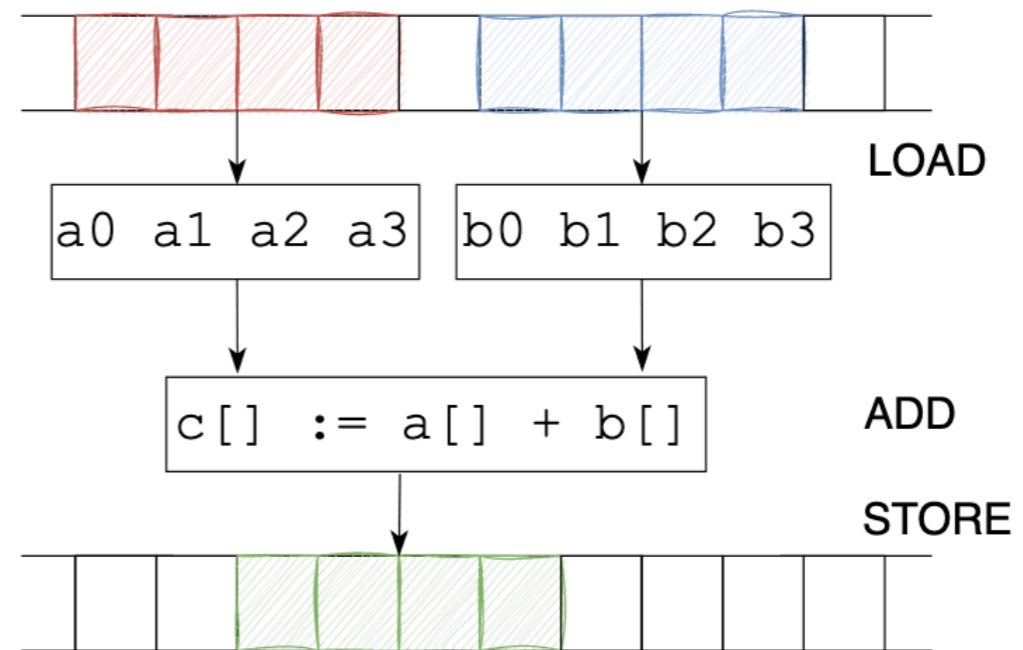 LOAD
a0 a1 a2 a3
b0 b1 b2 b3
c[] := a[] + b[]
ADD
STORE